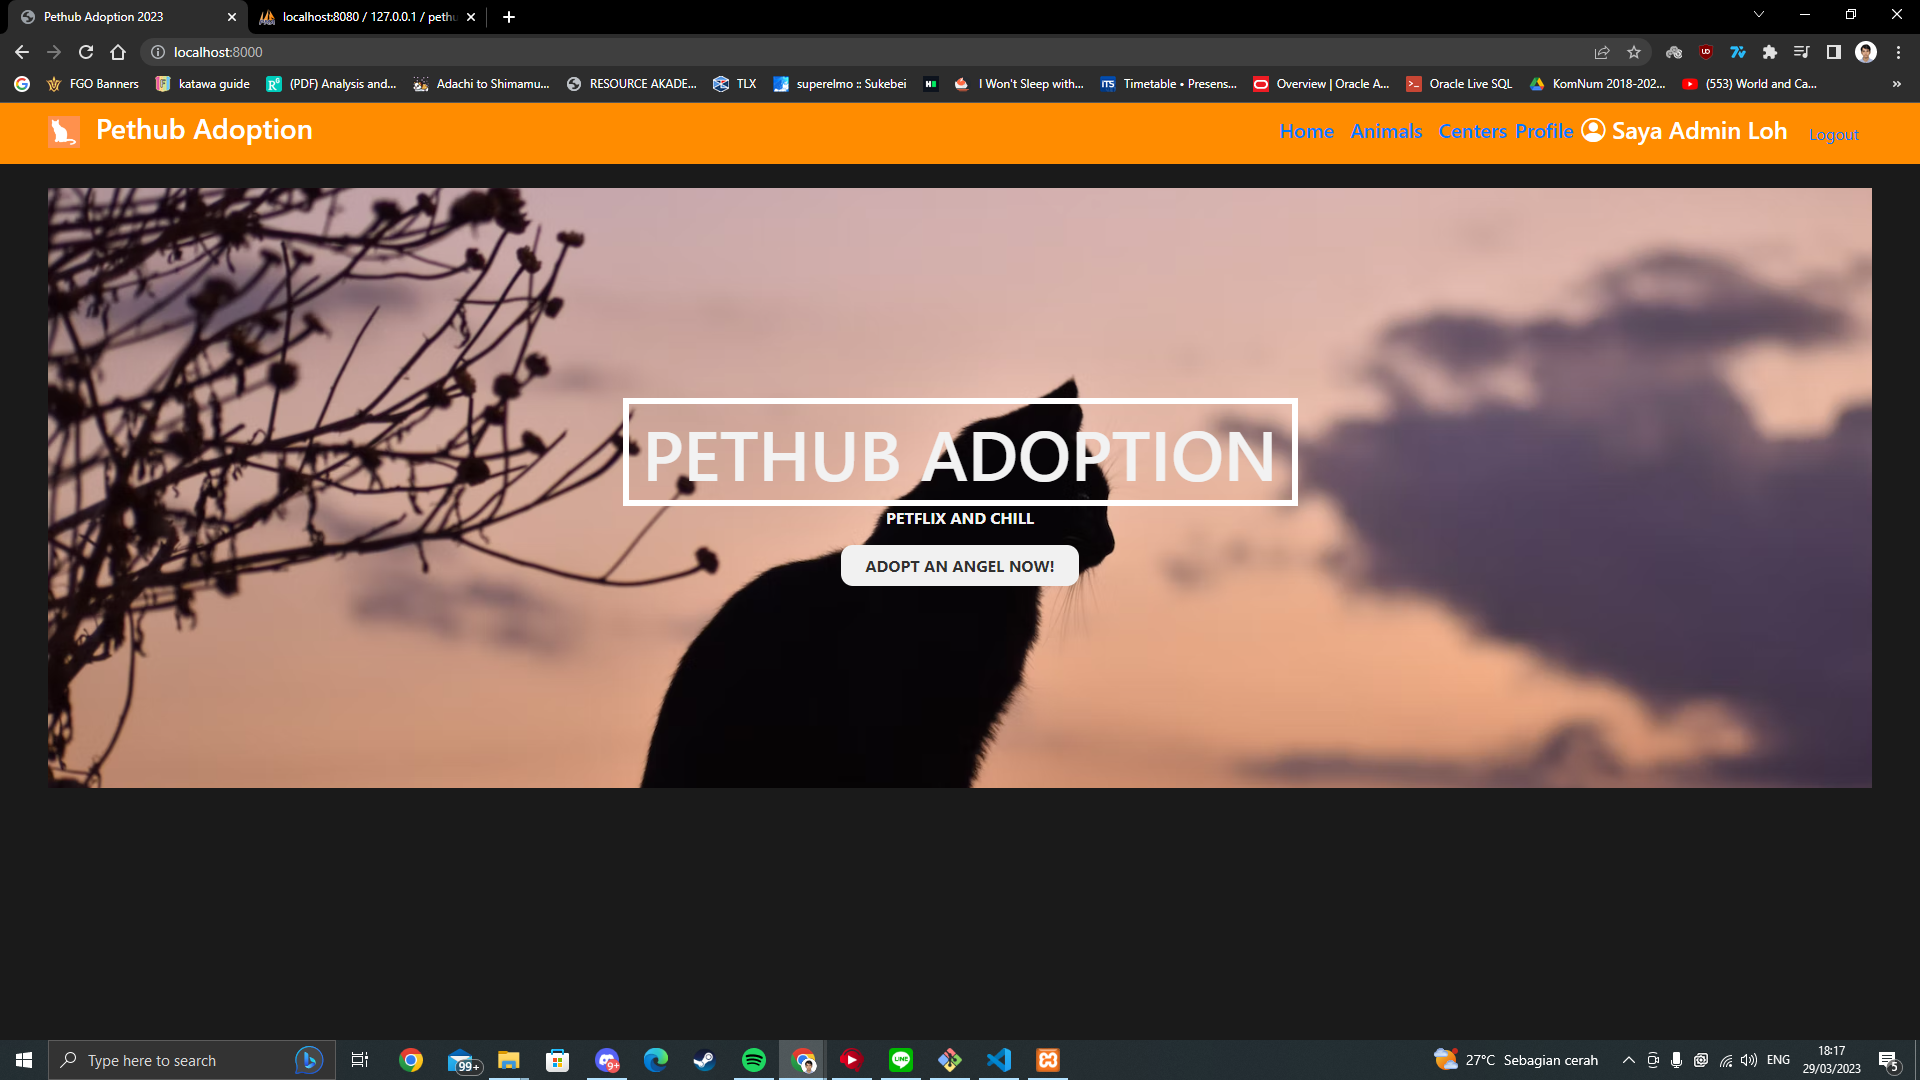 Pethub Adoption 2023
localhost:8080 / 127.0.0.1 / pethu
localhost:8000
FGO Banners
katawa guide
(PDF) Analysis and...
Adachi to Shimamu...
RESOURCE AKADE...
TLX
superelmo :: Sukebei
I Won't Sleep with...
ITS
Timetable • Presens...
Overview | Oracle A...
Oracle Live SQL
KomNum 2018-202...
(553) World and Ca...
»
Pethub Adoption
Home
Animals
Centers
Profile
Saya Admin Loh
Logout
PETHUB ADOPTION
PETFLIX AND CHILL
ADOPT AN ANGEL NOW!
Type here to search
99+
9+
LINE
27°C Sebagian cerah
ENG
18:17
29/03/2023
5